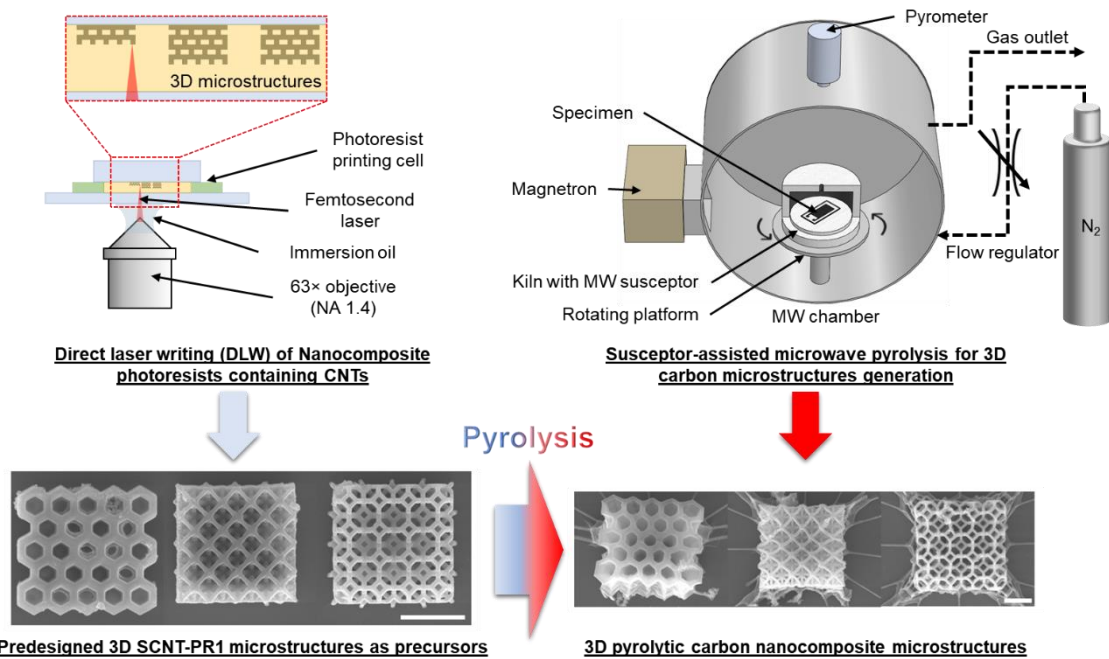 3D microstructures
Photoresist
printing cell
Femtosecond
laser
Immersion oil
63× objective
(NA 1.4)
Direct laser writing (DLW) of Nanocomposite
photoresists containing CNTs
Pyrometer
Gas outlet
Specimen
Magnetron
N2
Flow regulator
Kiln with MW susceptor
Rotating platform
MW chamber
Susceptor-assisted microwave pyrolysis for 3D
carbon microstructures generation
Pyrolysis
Predesigned 3D SCNT-PR1 microstructures as precursors
3D pyrolytic carbon nanocomposite microstructures